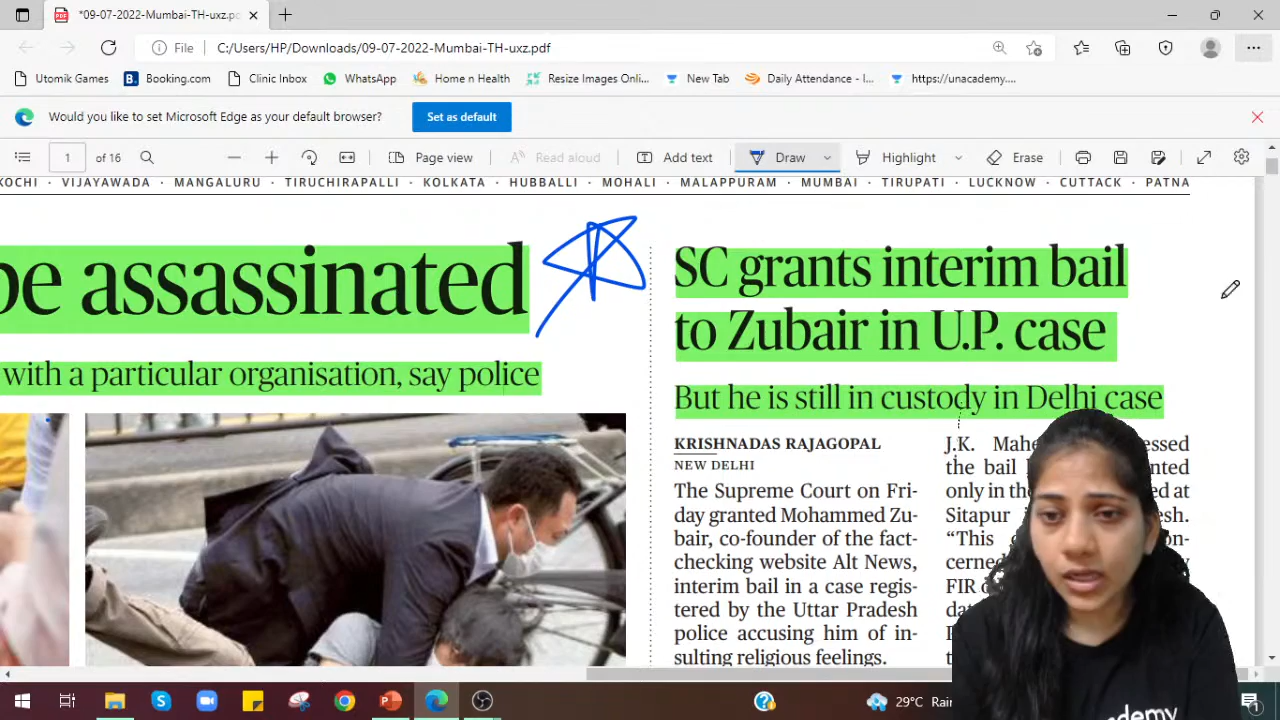 *09-07-2022-Mumbai-TH-uxz.pd
File C:/Users/HP/Downloads/09-07-2022-Mumbai-TH-uxz.pdf
Utomik Games B. Booking.com Clinic Inbox WhatsApp Home n Health Resize Images Onli... New Tab Daily Attendance - I... https://unacademy....
Would you like to set Microsoft Edge as your default browser? Set as default
1 of 16 Page view Read aloud Add text Draw Highlight Erase
KOCHI · VIJAYAWADA · MANGALURU · TIRUCHIRAPALLI · KOLKATA · HUBBALLI · MOHALI · MALAPPURAM · MUMBAI · TIRUPATI · LUCKNOW · CUTTACK · PATNA
be assassinated
with a particular organisation, say police
SC grants interim bail
to Zubair in U.P. case
But he is still in custody in Delhi case
KRISHNADAS RAJAGOPAL
NEW DELHI
The Supreme Court on Fri-
day granted Mohammed Zu-
bair, co-founder of the fact-
checking website Alt News,
interim bail in a case regis-
tered by the Uttar Pradesh
police accusing him of in-
sulting religious feelings.
J.K.
the bail
only in
Sitapur
“This
FIR
29°C